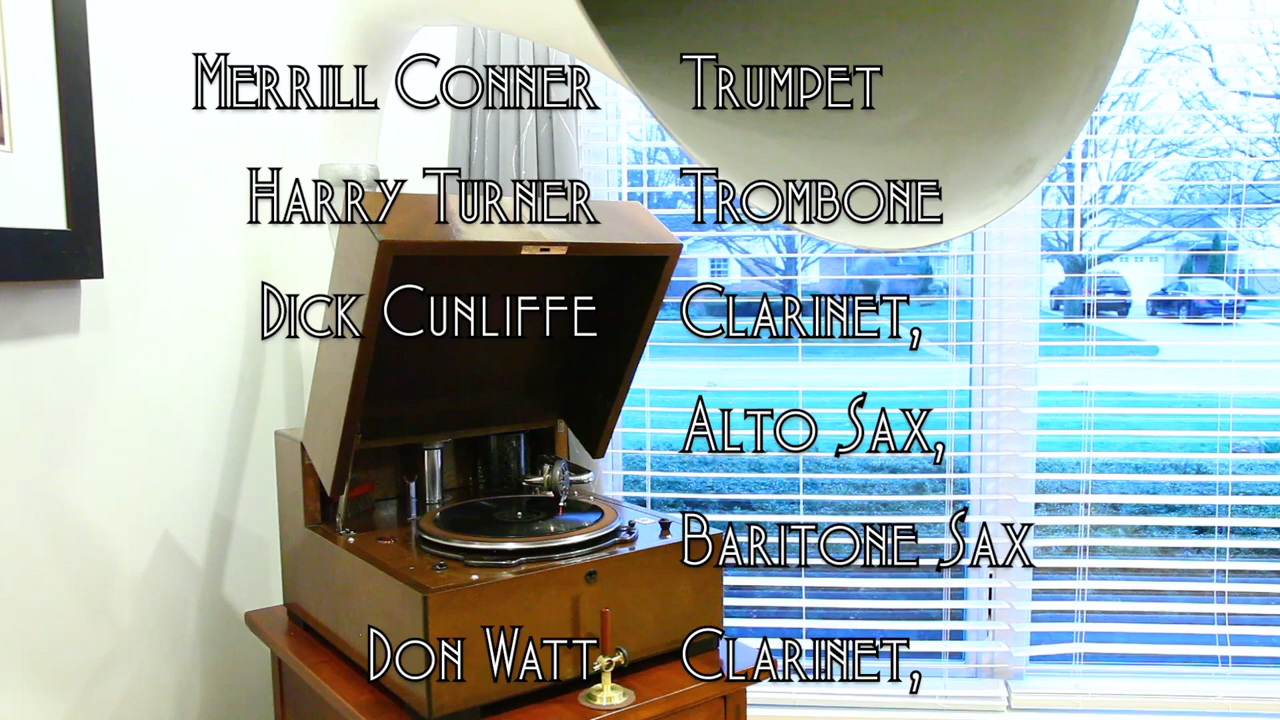 Merrill Conner Trumpet
Harry Turner Trombone
Dick Cunliffe Clarinet,
Alto Sax,
Baritone Sax
Don Watt Clarinet,